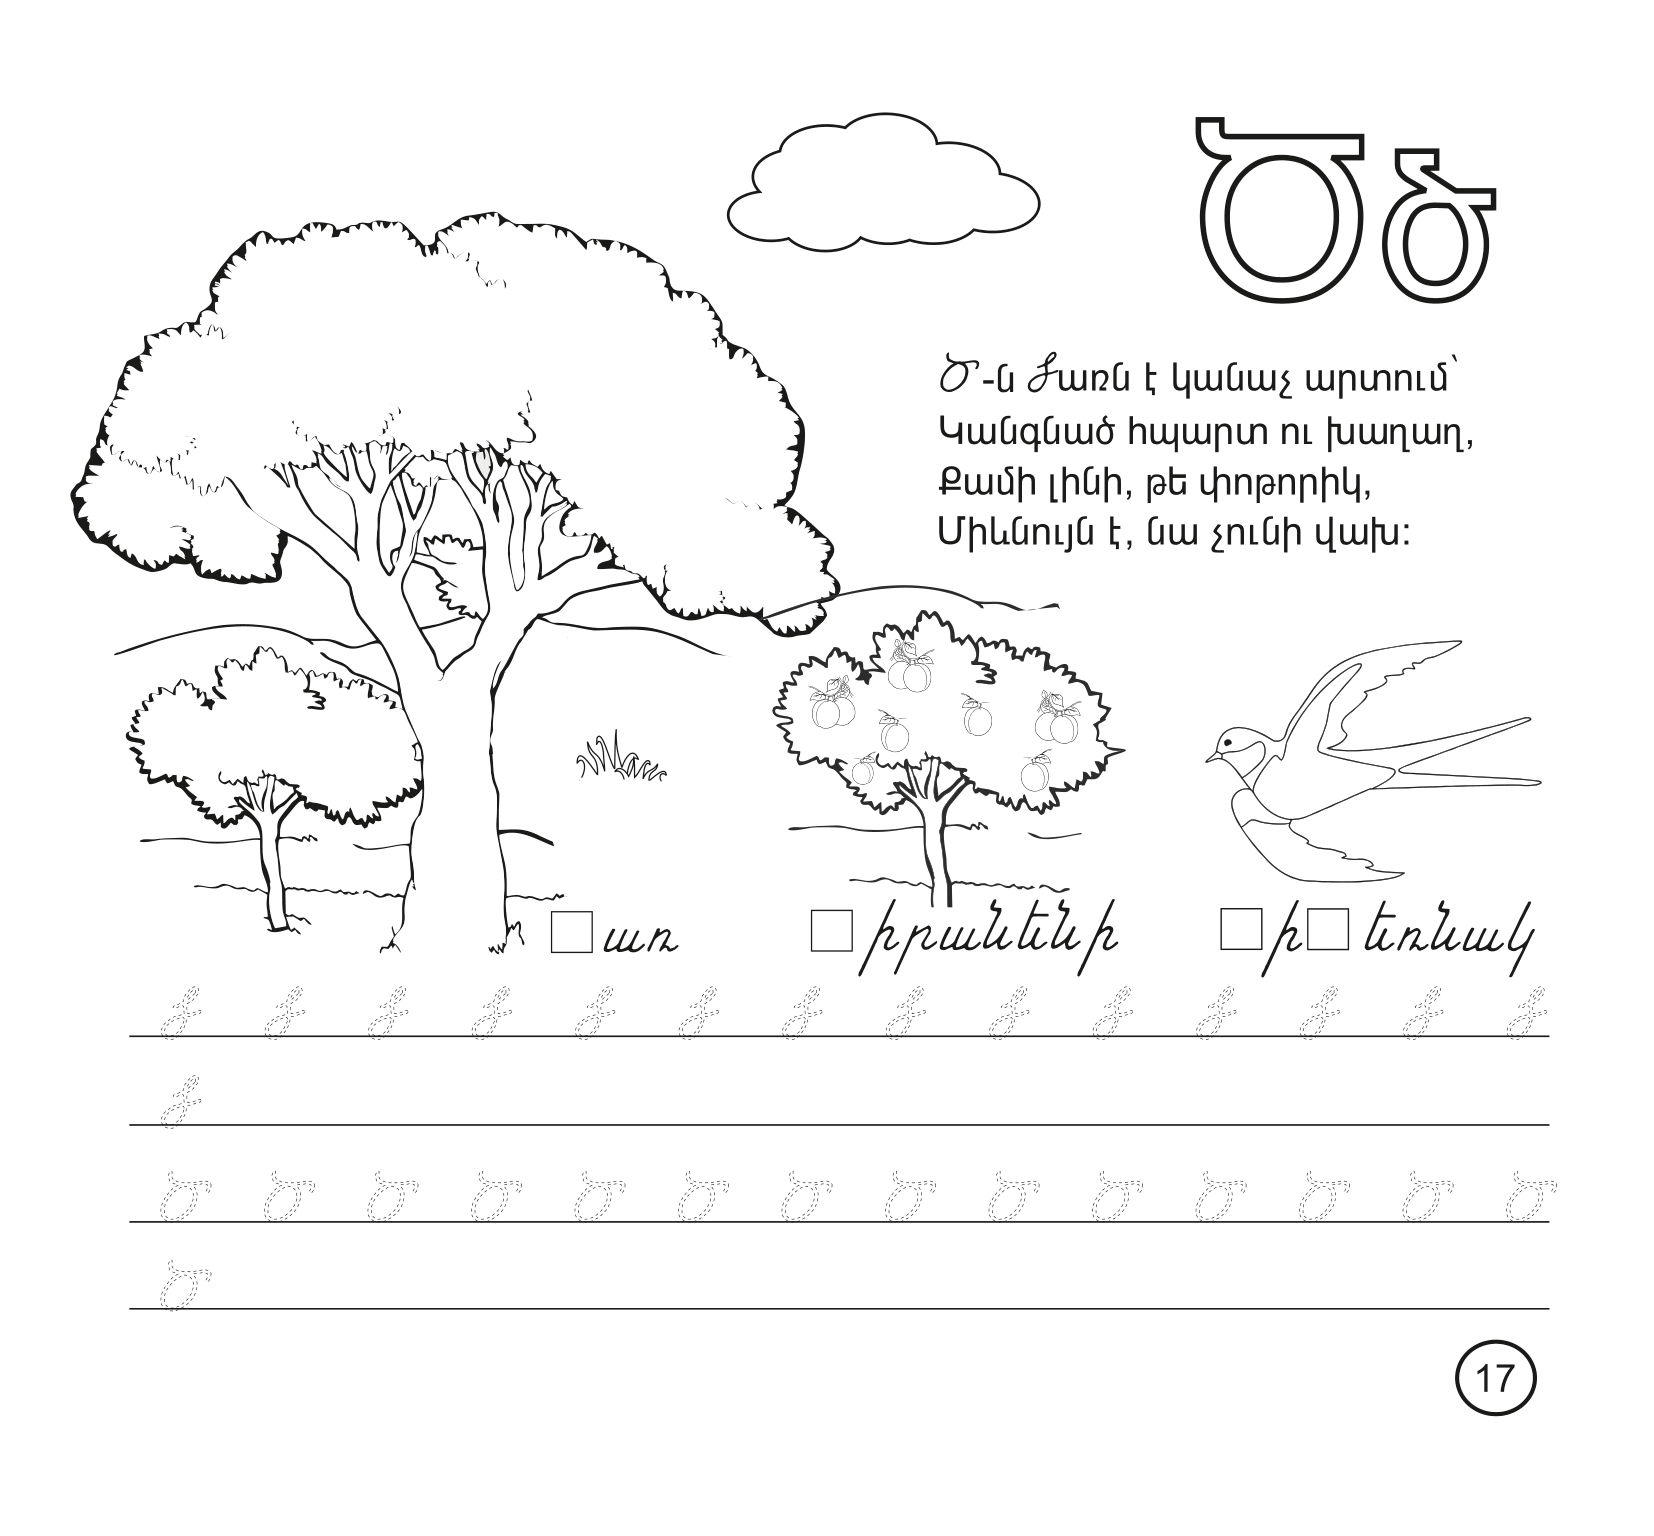 Ծ ծ
Ծ-ն ծառն է կանաչ արտում՝
Կանգնած հպարտ ու խաղաղ,
Քամի լինի, թե փոթորիկ,
Միևնույն է, նա չունի վախ:
□առ □իրանենի □ի□եռնակ
ծ ծ ծ ծ ծ ծ ծ ծ ծ ծ ծ ծ ծ ծ
ծ
Ծ Ծ Ծ Ծ Ծ Ծ Ծ Ծ Ծ Ծ Ծ Ծ Ծ Ծ
Ծ
17